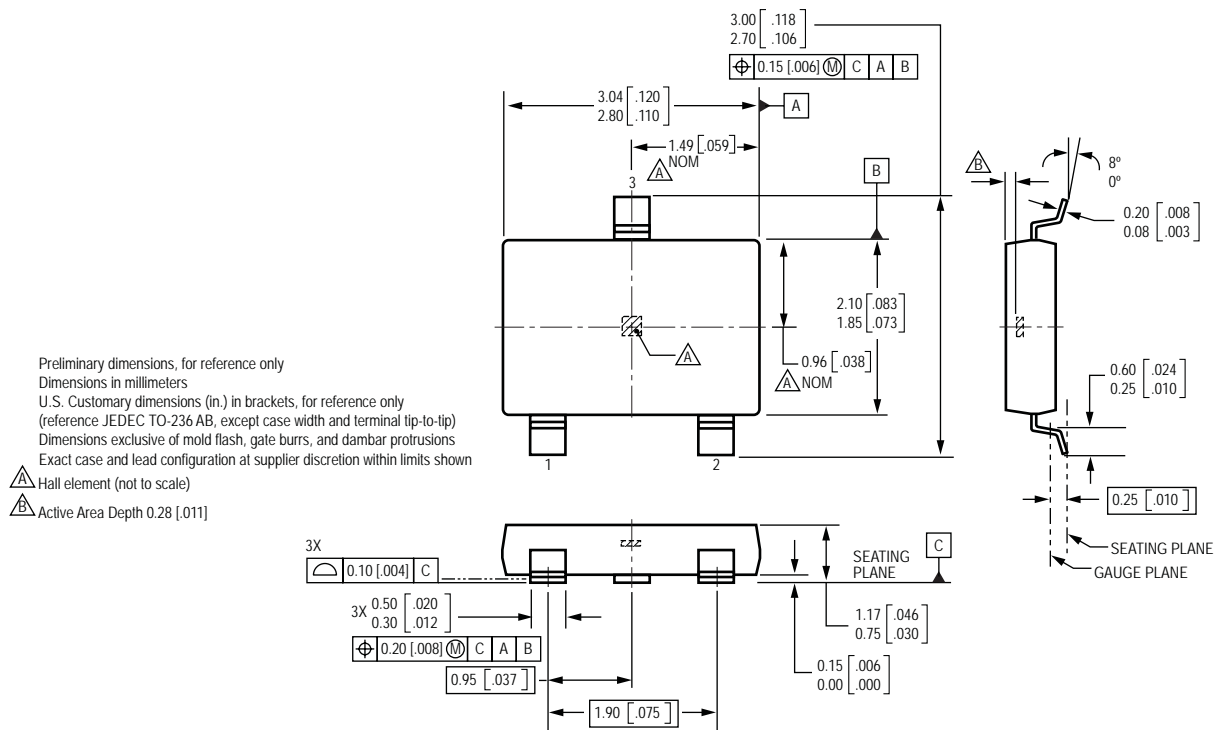 3.00 [.118]
2.70 [.106]
⌖ 0.15 [.006] Ⓜ C A B
3.04 [.120]
2.80 [.110]
A
1.49 [.059]
A NOM
3
B
B
8º
0º
0.20 [.008]
0.08 [.003]
2.10 [.083]
1.85 [.073]
A
0.96 [.038]
A NOM
0.60 [.024]
0.25 [.010]
1
2
0.25 [.010]
Preliminary dimensions, for reference only
Dimensions in millimeters
U.S. Customary dimensions (in.) in brackets, for reference only
(reference JEDEC TO-236 AB, except case width and terminal tip-to-tip)
Dimensions exclusive of mold flash, gate burrs, and dambar protrusions
Exact case and lead configuration at supplier discretion within limits shown
A Hall element (not to scale)
B Active Area Depth 0.28 [.011]
3X
⌓ 0.10 [.004] C
SEATING
PLANE
C
SEATING PLANE
GAUGE PLANE
3X 0.50 [.020]
0.30 [.012]
⌖ 0.20 [.008] Ⓜ C A B
1.17 [.046]
0.75 [.030]
0.15 [.006]
0.00 [.000]
0.95 [.037]
1.90 [.075]